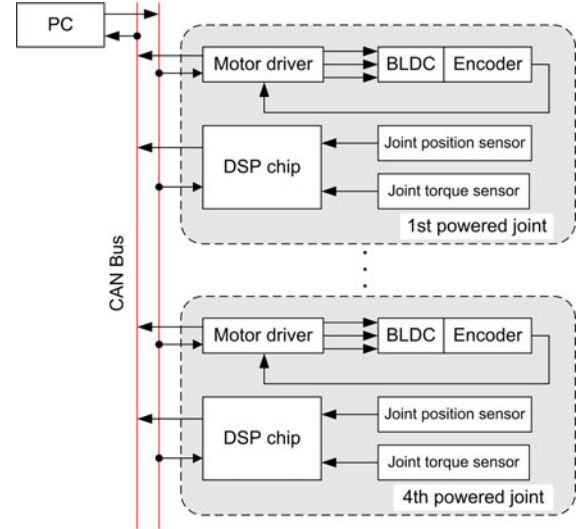 PC
Motor driver
BLDC
Encoder
DSP chip
Joint position sensor
Joint torque sensor
1st powered joint
CAN Bus
Motor driver
BLDC
Encoder
DSP chip
Joint position sensor
Joint torque sensor
4th powered joint